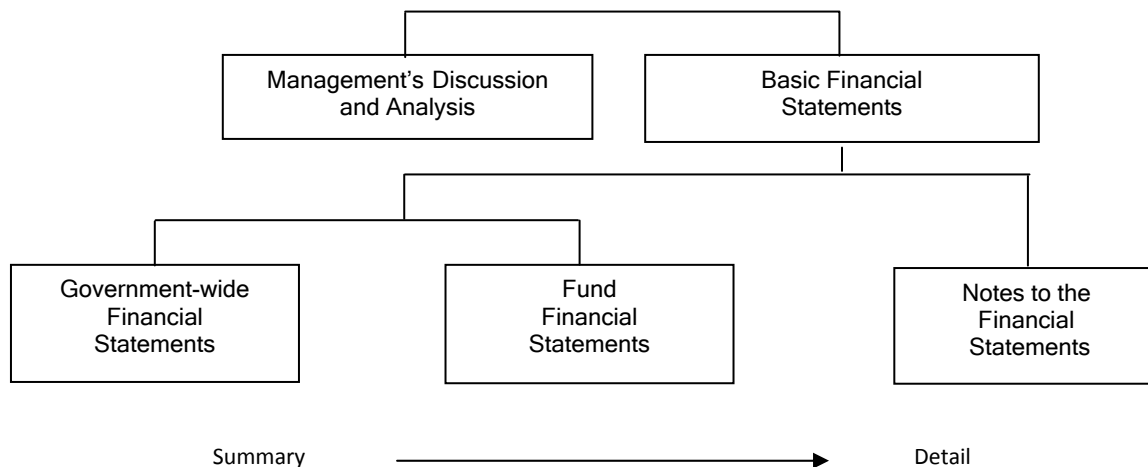 Management’s Discussion
and Analysis
Basic Financial
Statements
Government-wide
Financial
Statements
Fund
Financial
Statements
Notes to the
Financial
Statements
Summary
Detail